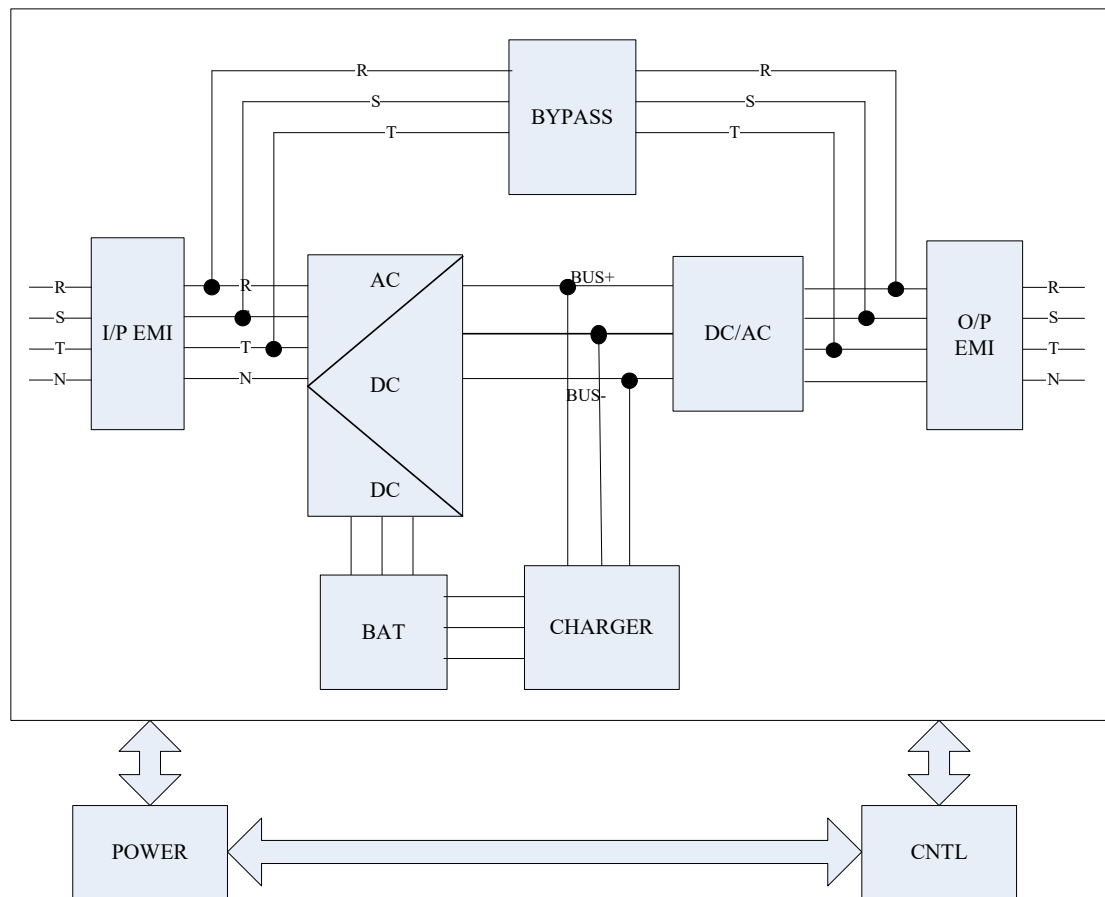 R
R
S
S
BYPASS
T
T
AC
BUS+
R
R
R
I/P EMI
S
DC/AC
O/P
EMI
S
T
T
T
DC
N
N
BUS-
N
DC
BAT
CHARGER
POWER
CNTL